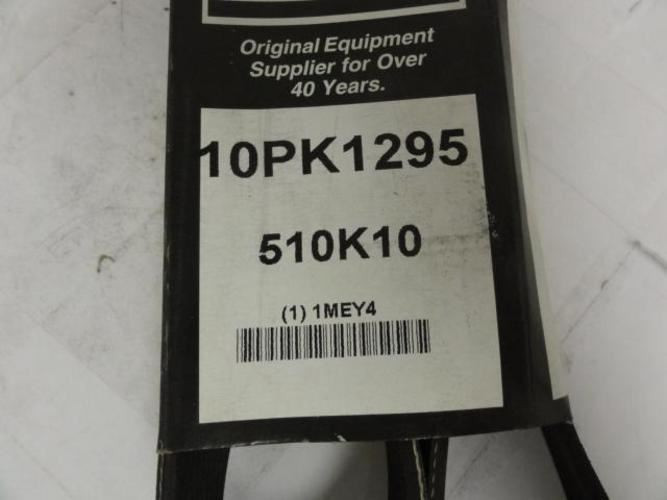 Original Equipment
Supplier for Over
40 Years.
10PK1295
510K10
(1) 1MEY4